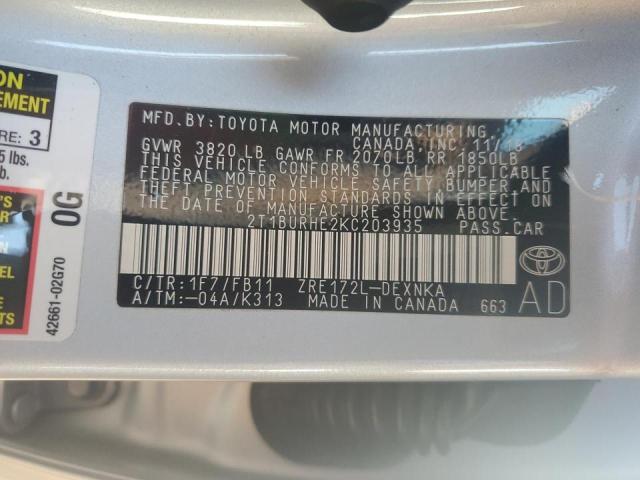 ON
EMENT
RE: 3
5 lbs.
b.
0G
42661-02G70
MFD. BY: TOYOTA MOTOR MANUFACTURING,
CANADA INC. 11/18
GVWR 3820 LB GAWR FR 2070LB RR 1850LB
THIS VEHICLE CONFORMS TO ALL APPLICABLE
FEDERAL MOTOR VEHICLE SAFETY, BUMPER, AND
THEFT PREVENTION STANDARDS IN EFFECT ON
THE DATE OF MANUFACTURE SHOWN ABOVE.
2T1BURHE2KC203935 PASS. CAR
C/TR: 1F7/FB11 ZRE172L-DEXNKA
A/TM: -04A/K313 MADE IN CANADA 663
AD